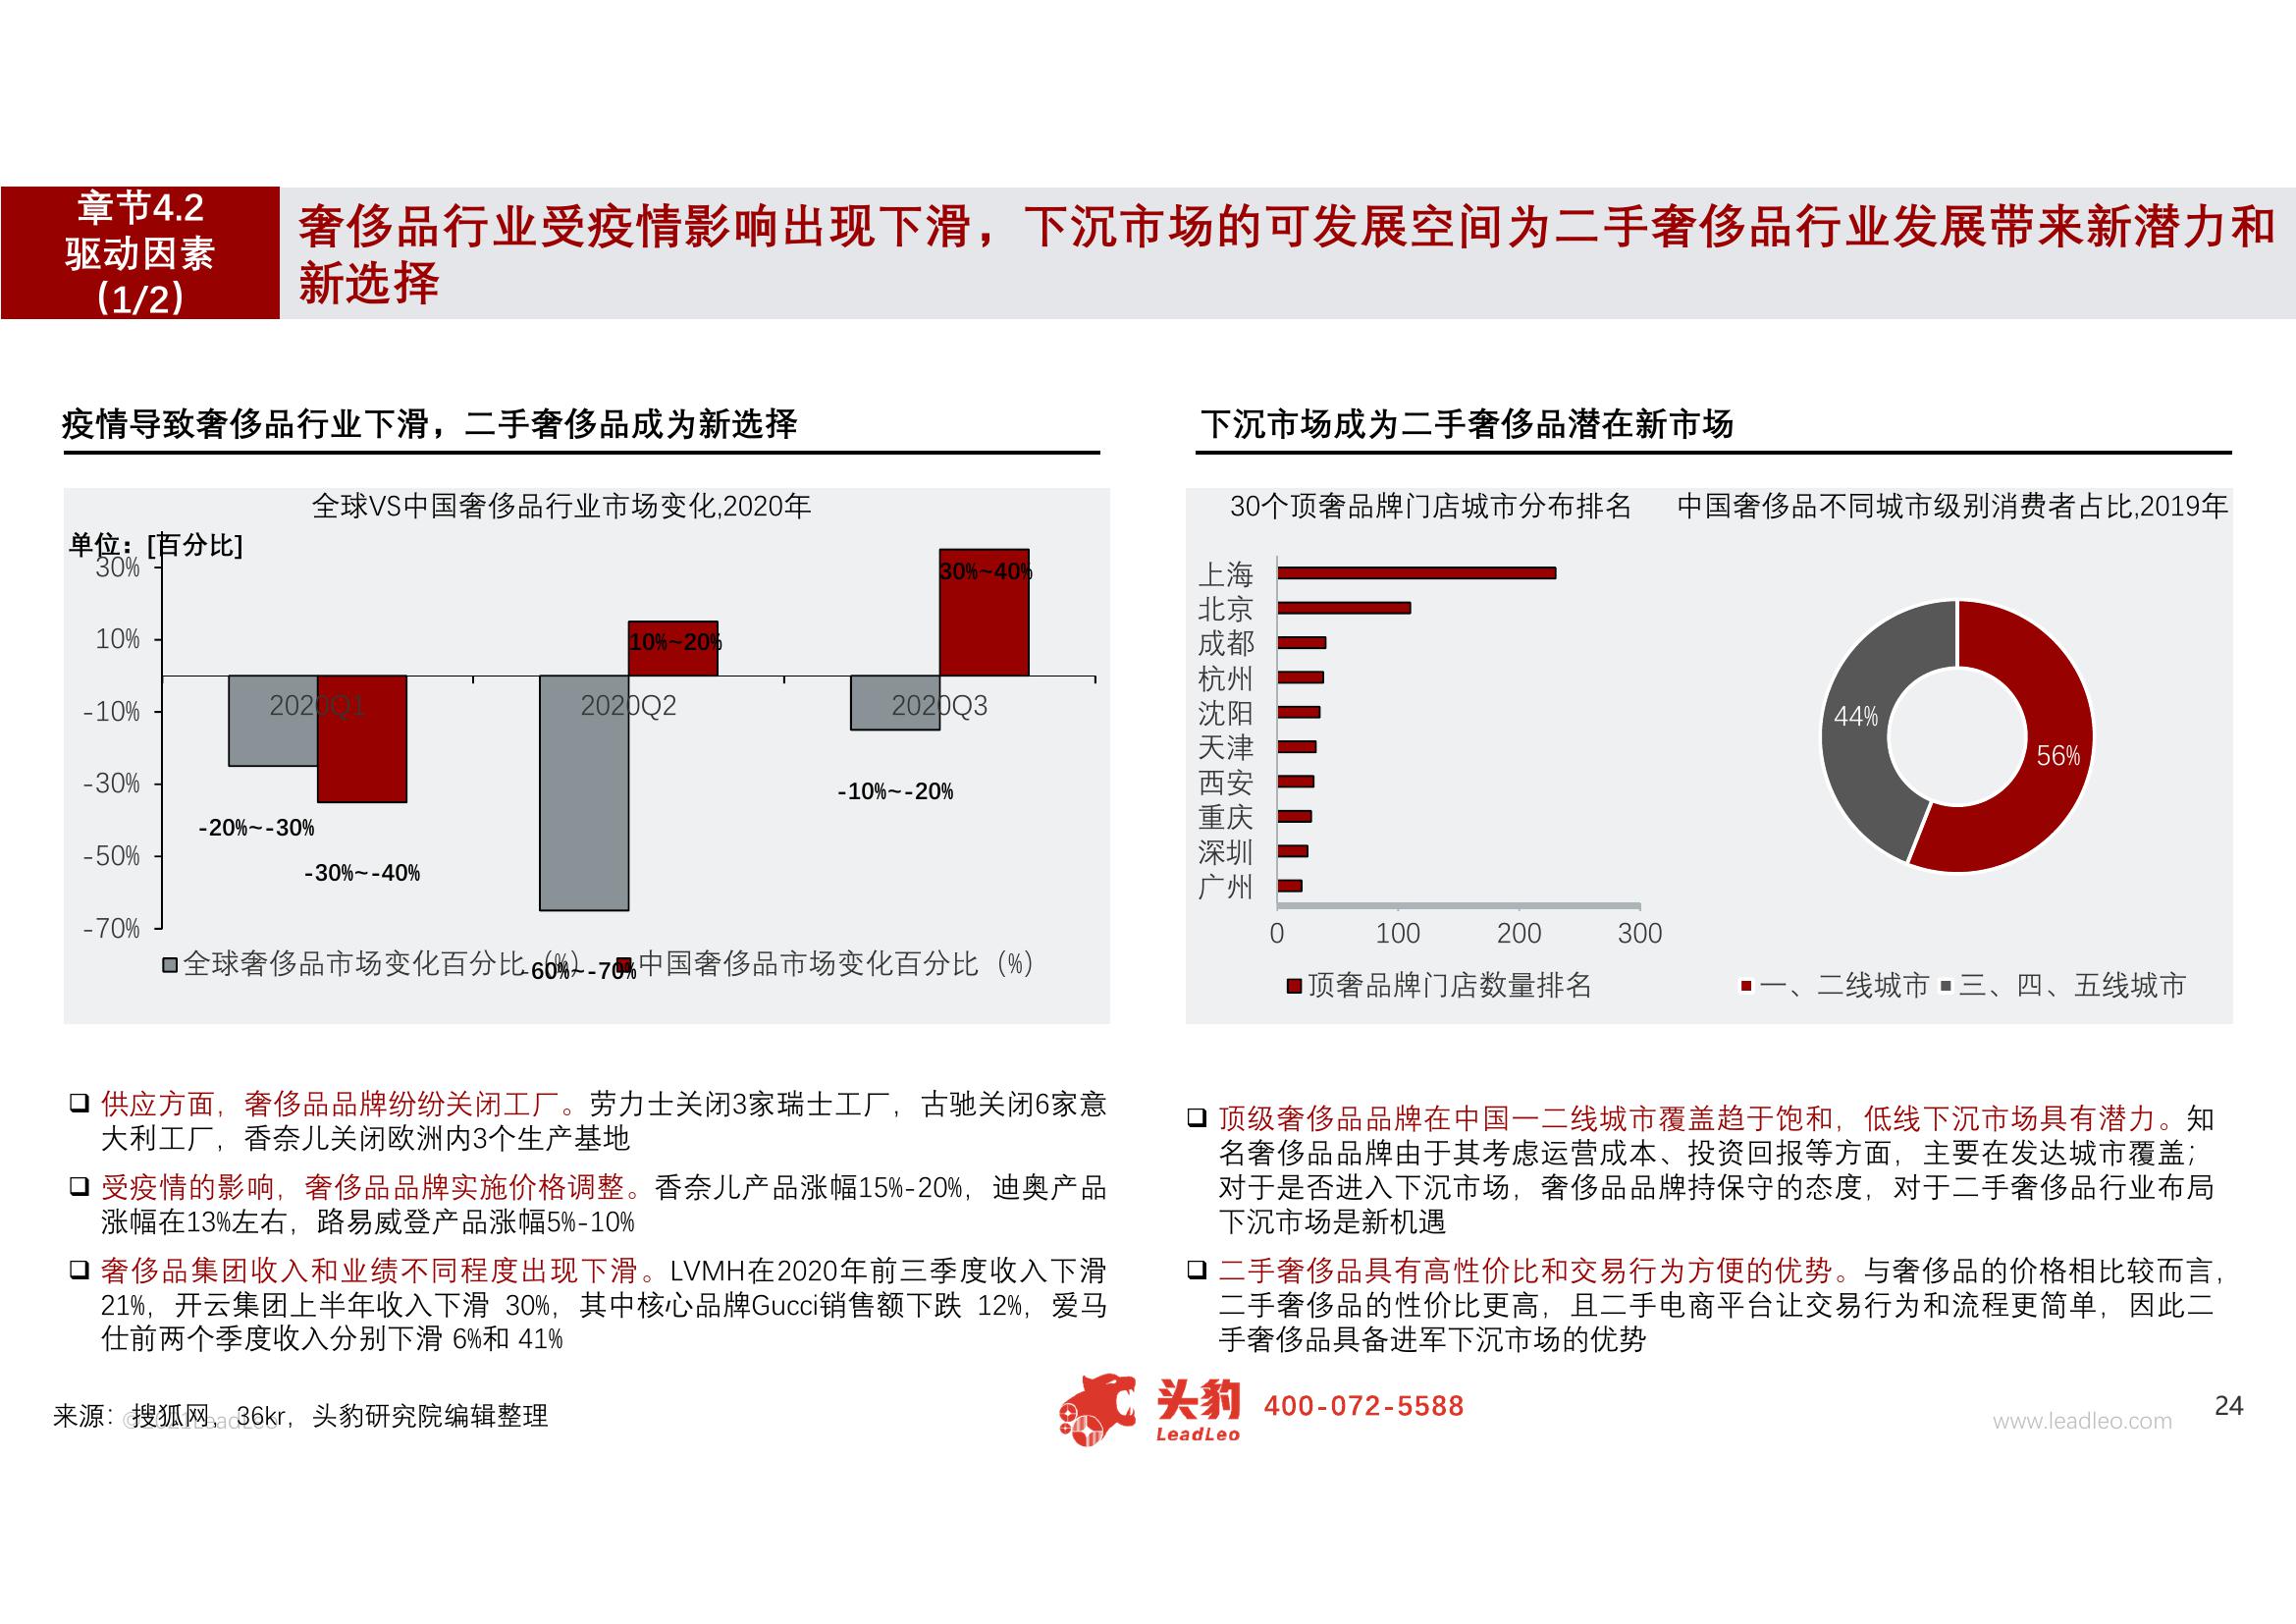 章节4.2
驱动因素
(1/2)
奢侈品行业受疫情影响出现下滑，下沉市场的可发展空间为二手奢侈品行业发展带来新潜力和
新选择
疫情导致奢侈品行业下滑，二手奢侈品成为新选择
全球VS中国奢侈品行业市场变化,2020年
单位：[百分比]
30%
10%
-10%
-30%
-50%
-70%
2020Q1
2020Q2
2020Q3
-20%~-30%
-30%~-40%
10%~20%
30%~40%
-10%~-20%
-60%~-70%
全球奢侈品市场变化百分比（%）
中国奢侈品市场变化百分比（%）
供应方面，奢侈品品牌纷纷关闭工厂。劳力士关闭3家瑞士工厂，古驰关闭6家意
大利工厂，香奈儿关闭欧洲内3个生产基地
受疫情的影响，奢侈品品牌实施价格调整。香奈儿产品涨幅15%-20%，迪奥产品
涨幅在13%左右，路易威登产品涨幅5%-10%
奢侈品集团收入和业绩不同程度出现下滑。LVMH在2020年前三季度收入下滑
21%，开云集团上半年收入下滑 30%，其中核心品牌Gucci销售额下跌 12%，爱马
仕前两个季度收入分别下滑 6%和 41%
下沉市场成为二手奢侈品潜在新市场
30个顶奢品牌门店城市分布排名
上海
北京
成都
杭州
沈阳
天津
西安
重庆
深圳
广州
0 100 200 300
顶奢品牌门店数量排名
中国奢侈品不同城市级别消费者占比,2019年
44%
56%
一、二线城市 三、四、五线城市
顶级奢侈品品牌在中国一二线城市覆盖趋于饱和，低线下沉市场具有潜力。知
名奢侈品品牌由于其考虑运营成本、投资回报等方面，主要在发达城市覆盖；
对于是否进入下沉市场，奢侈品品牌持保守的态度，对于二手奢侈品行业布局
下沉市场是新机遇
二手奢侈品具有高性价比和交易行为方便的优势。与奢侈品的价格相比较而言，
二手奢侈品的性价比更高，且二手电商平台让交易行为和流程更简单，因此二
手奢侈品具备进军下沉市场的优势
来源：搜狐网，36kr，头豹研究院编辑整理
©2021 LeadLeo
头豹
LeadLeo
400-072-5588
www.leadleo.com
24